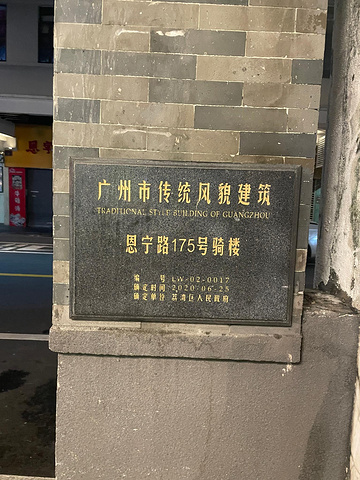 广州市传统风貌建筑
TRADITIONAL STYLE BUILDING OF GUANGZHOU
恩宁路175号骑楼
编 号：LW-02-0017
确定时间：2020-06-25
确定单位：荔湾区人民政府
恩